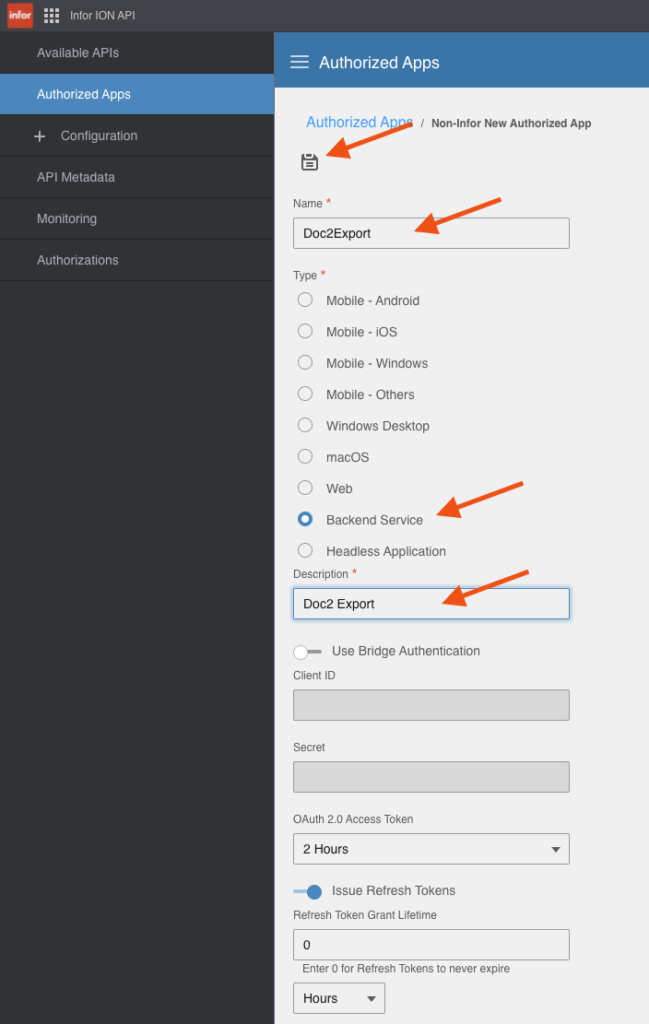 infor Infor ION API
Available APIs
Authorized Apps
+ Configuration
API Metadata
Monitoring
Authorizations
Authorized Apps
Authorized Apps / Non-Infor New Authorized App
Name *
Doc2Export
Type *
Mobile - Android
Mobile - iOS
Mobile - Windows
Mobile - Others
Windows Desktop
macOS
Web
Backend Service
Headless Application
Description *
Doc2 Export
Use Bridge Authentication
Client ID
Secret
OAuth 2.0 Access Token
2 Hours
Issue Refresh Tokens
Refresh Token Grant Lifetime
0
Enter 0 for Refresh Tokens to never expire
Hours